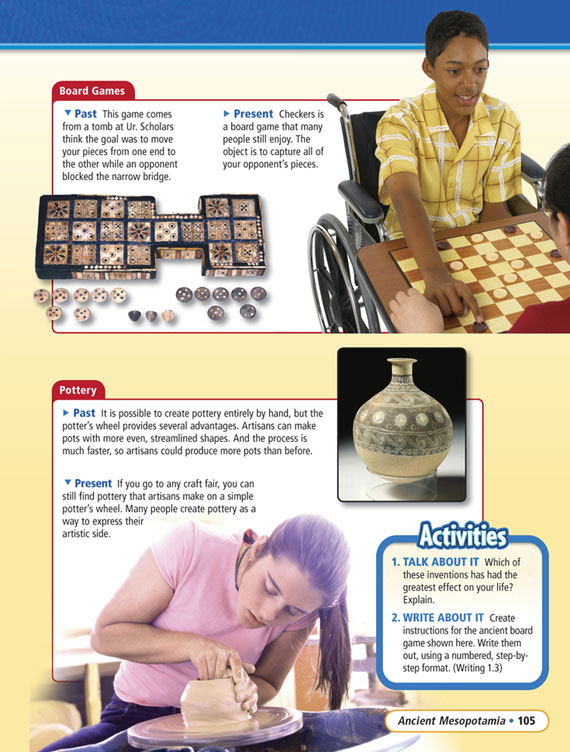 Board Games
▼ Past This game comes
from a tomb at Ur. Scholars
think the goal was to move
your pieces from one end to
the other while an opponent
blocked the narrow bridge.
► Present Checkers is
a board game that many
people still enjoy. The
object is to capture all of
your opponent's pieces.
Pottery
► Past It is possible to create pottery entirely by hand, but the
potter's wheel provides several advantages. Artisans can make
pots with more even, streamlined shapes. And the process is
much faster, so artisans could produce more pots than before.
▼ Present If you go to any craft fair, you can
still find pottery that artisans make on a simple
potter's wheel. Many people create pottery as a
way to express their
artistic side.
Activities
1. TALK ABOUT IT Which of
these inventions has had the
greatest effect on your life?
Explain.
2. WRITE ABOUT IT Create
instructions for the ancient board
game shown here. Write them
out, using a numbered, step-by-
step format. (Writing 1.3)
Ancient Mesopotamia • 105